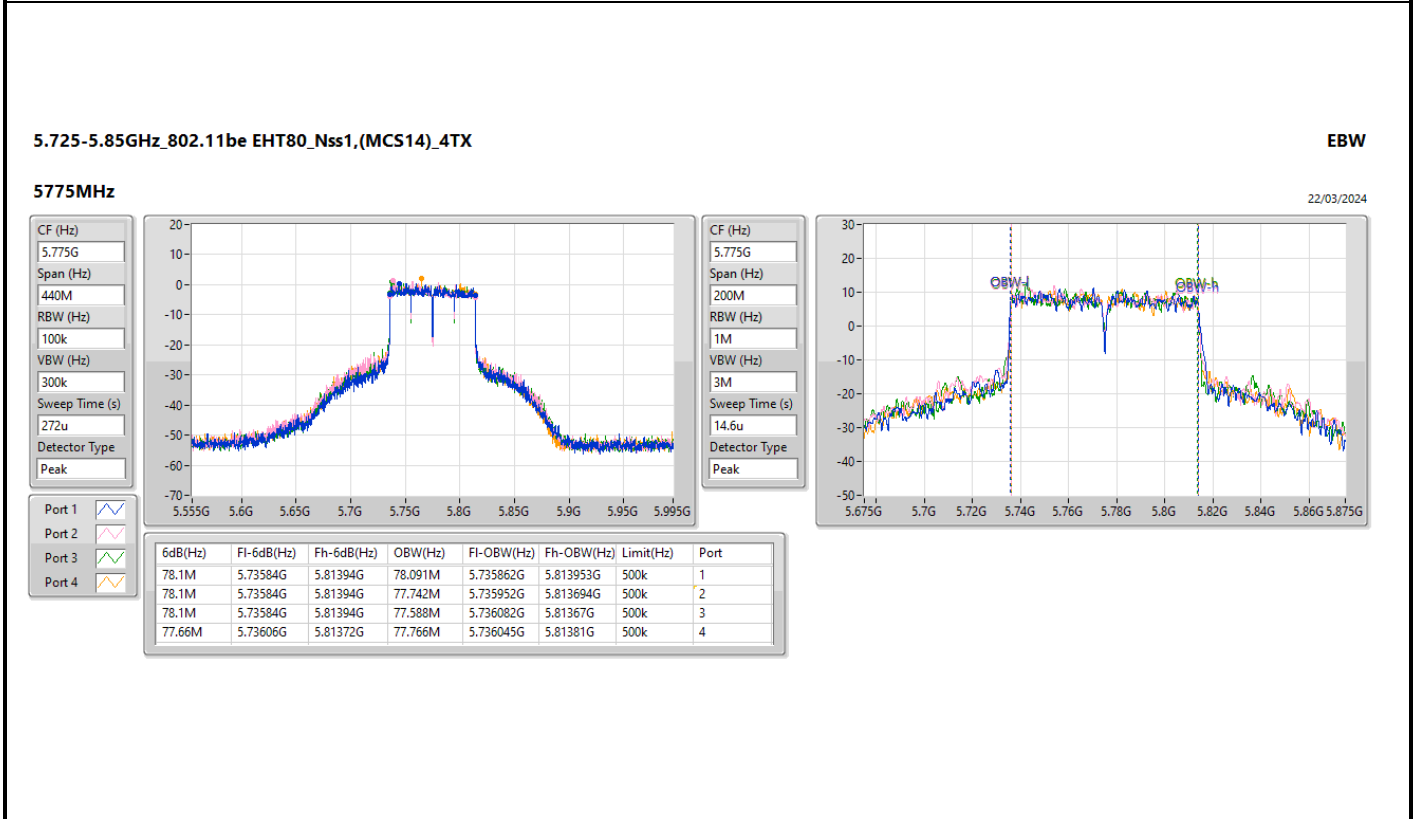 5.725-5.85GHz_802.11be EHT80_Nss1,(MCS14)_4TX
EBW
5775MHz
22/03/2024
CF (Hz)
5.775G
Span (Hz)
440M
RBW (Hz)
100k
VBW (Hz)
300k
Sweep Time (s)
272u
Detector Type
Peak
20
10
0
-10
-20
-30
-40
-50
-60
-70
5.555G 5.6G 5.65G 5.7G 5.75G 5.8G 5.85G 5.9G 5.95G 5.995G
CF (Hz)
5.775G
Span (Hz)
200M
RBW (Hz)
1M
VBW (Hz)
3M
Sweep Time (s)
14.6u
Detector Type
Peak
30
20
10
0
-10
-20
-30
-40
-50
OBW-l
OBW-h
5.675G 5.7G 5.72G 5.74G 5.76G 5.78G 5.8G 5.82G 5.84G 5.86G 5.875G
Port 1
Port 2
Port 3
Port 4
6dB(Hz) Fl-6dB(Hz) Fh-6dB(Hz) OBW(Hz) Fl-OBW(Hz) Fh-OBW(Hz) Limit(Hz) Port
78.1M 5.73584G 5.81394G 78.091M 5.735862G 5.813953G 500k 1
78.1M 5.73584G 5.81394G 77.742M 5.735952G 5.813694G 500k 2
78.1M 5.73584G 5.81394G 77.588M 5.736082G 5.81367G 500k 3
77.66M 5.73606G 5.81372G 77.766M 5.736045G 5.81381G 500k 4